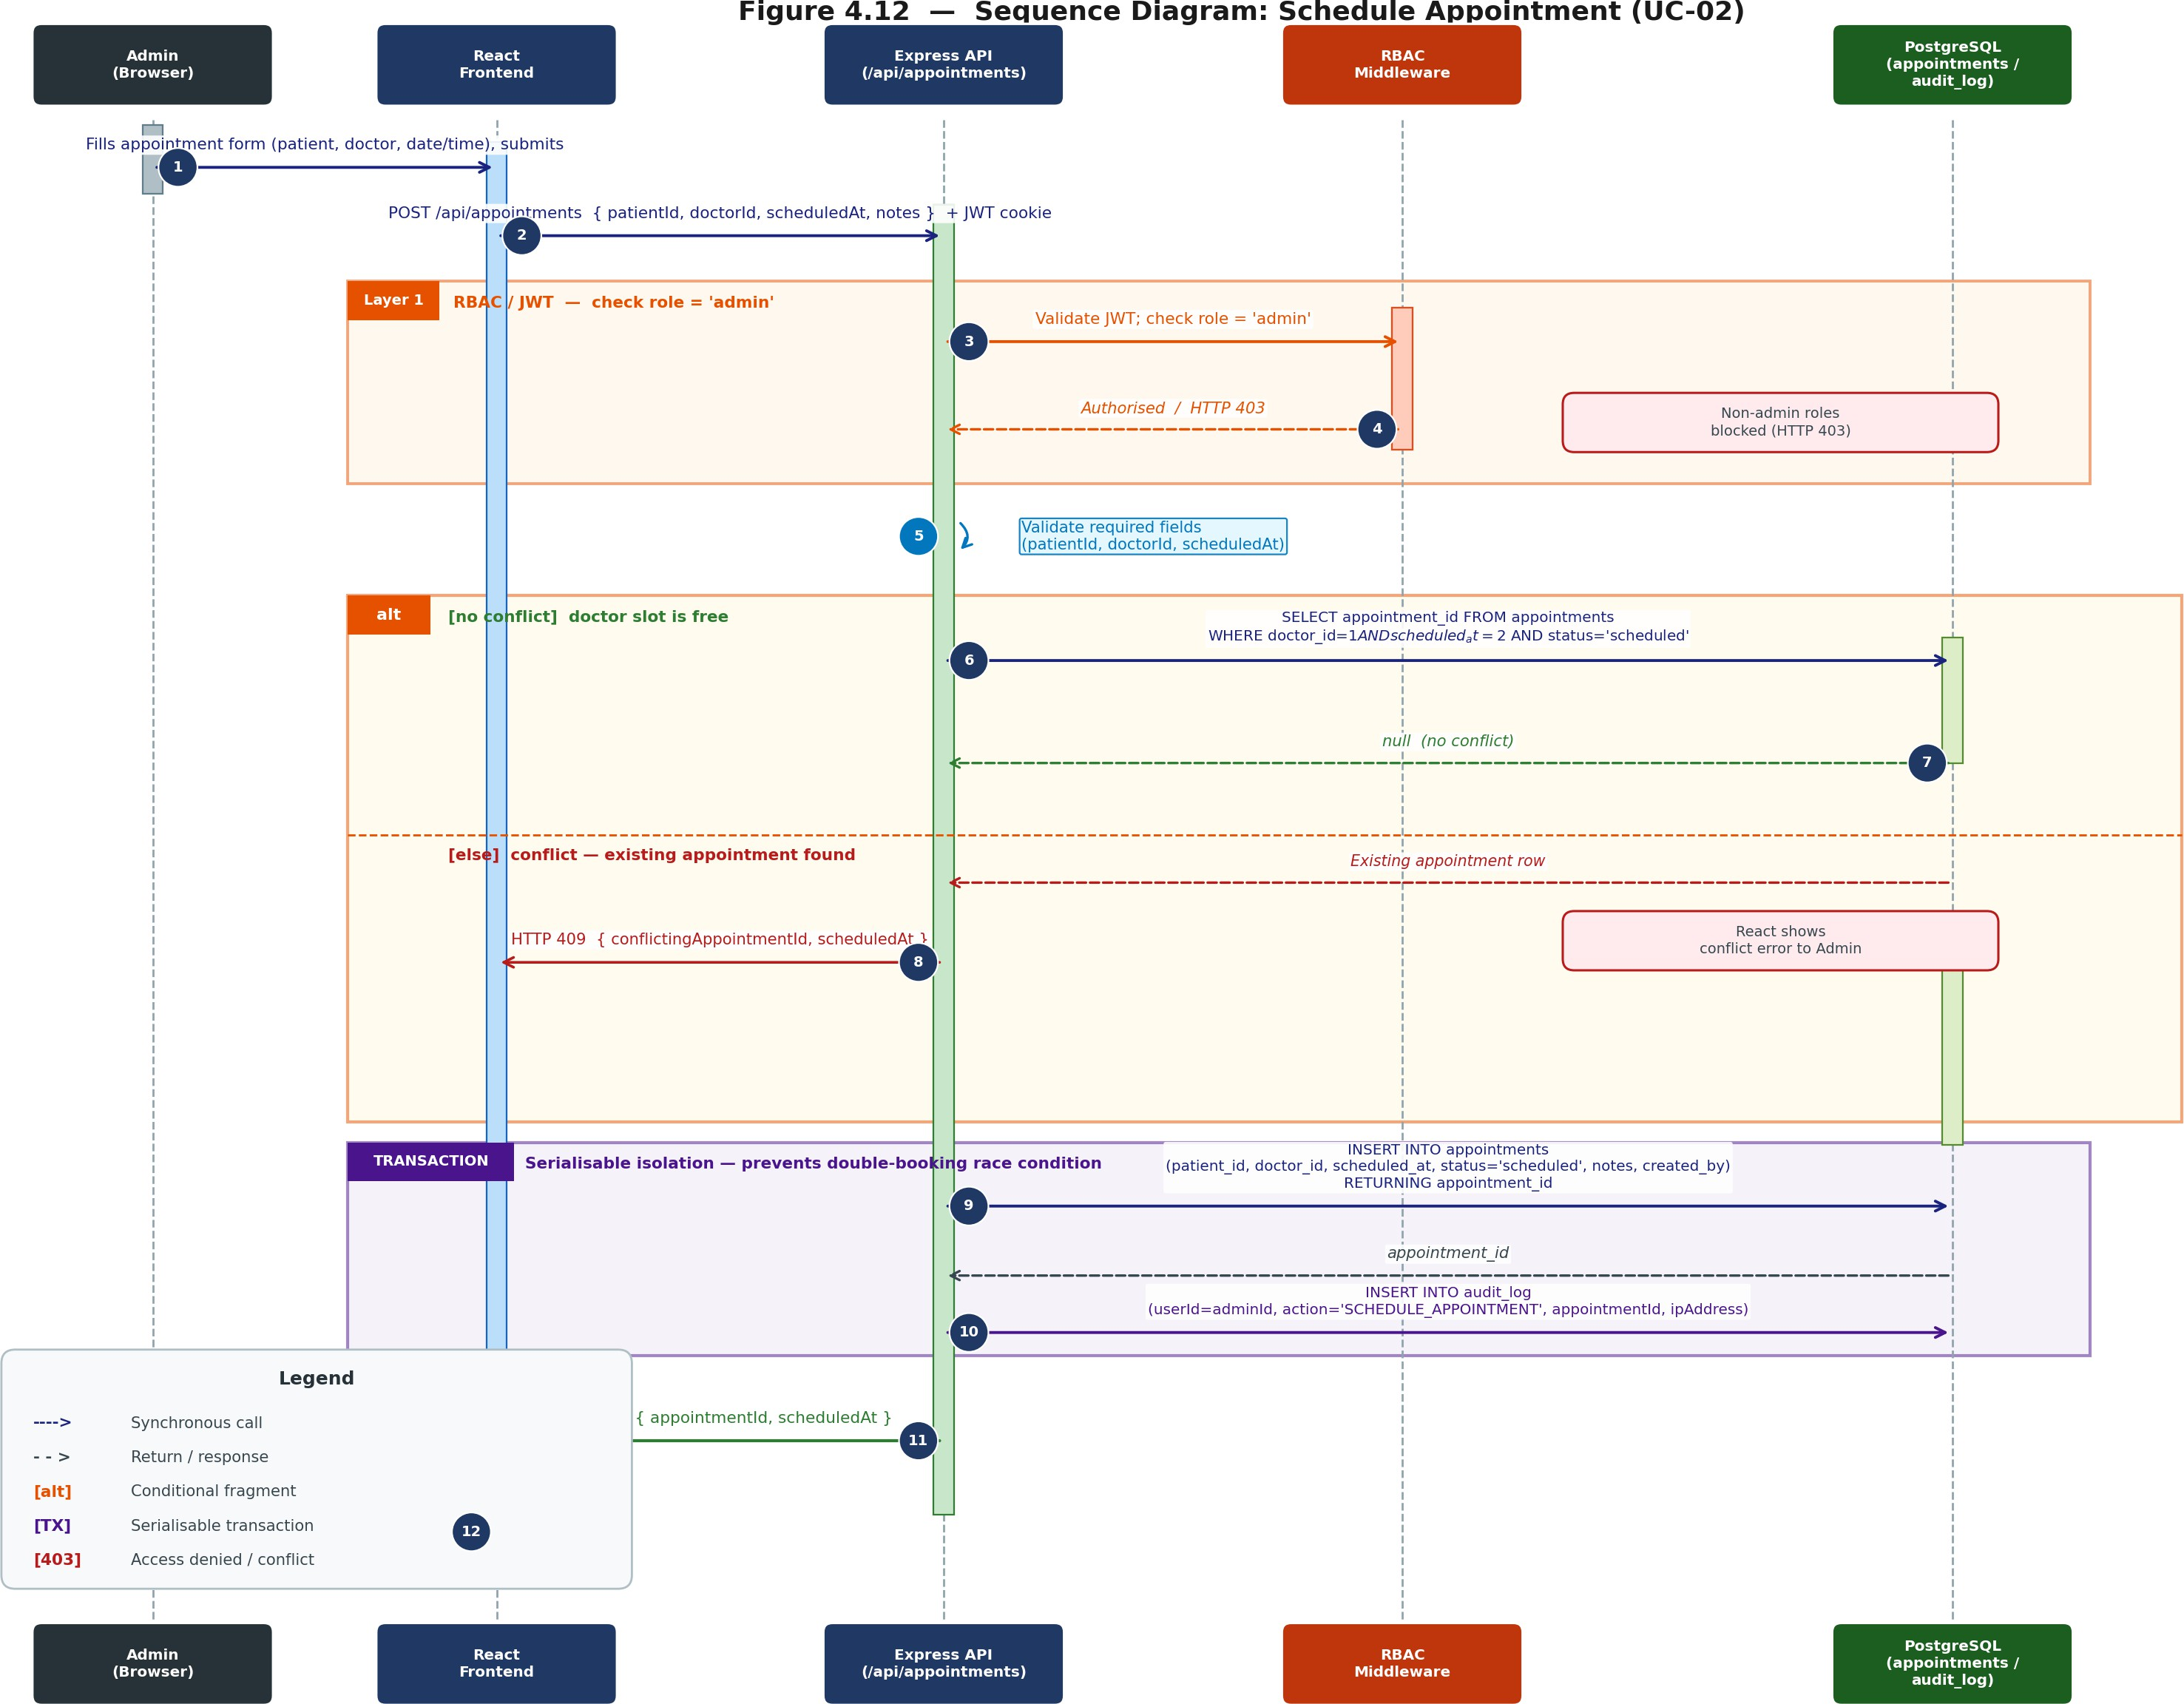 Figure 4.12 — Sequence Diagram: Schedule Appointment (UC-02)
Admin
(Browser)
React
Frontend
Express API
(/api/appointments)
RBAC
Middleware
PostgreSQL
(appointments /
audit_log)
Fills appointment form (patient, doctor, date/time), submits
1
POST /api/appointments { patientId, doctorId, scheduledAt, notes } + JWT cookie
2
Layer 1
RBAC / JWT — check role = 'admin'
Validate JWT; check role = 'admin'
3
Authorised / HTTP 403
4
Non-admin roles
blocked (HTTP 403)
5
Validate required fields
(patientId, doctorId, scheduledAt)
alt
[no conflict] doctor slot is free
SELECT appointment_id FROM appointments
WHERE doctor_id=1ANDscheduled_at = 2 AND status='scheduled'
6
null (no conflict)
7
[else] conflict — existing appointment found
Existing appointment row
HTTP 409 { conflictingAppointmentId, scheduledAt }
8
React shows
conflict error to Admin
TRANSACTION
Serialisable isolation — prevents double-booking race condition
INSERT INTO appointments
(patient_id, doctor_id, scheduled_at, status='scheduled', notes, created_by)
RETURNING appointment_id
9
appointment_id
INSERT INTO audit_log
(userId=adminId, action='SCHEDULE_APPOINTMENT', appointmentId, ipAddress)
10
{ appointmentId, scheduledAt }
11
Legend
----> Synchronous call
- - > Return / response
[alt] Conditional fragment
[TX] Serialisable transaction
12
[403] Access denied / conflict
Admin
(Browser)
React
Frontend
Express API
(/api/appointments)
RBAC
Middleware
PostgreSQL
(appointments /
audit_log)